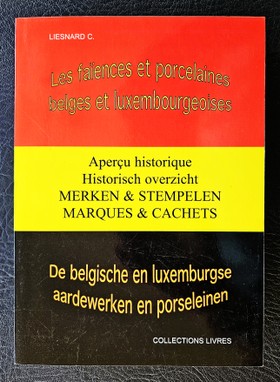 LIESNARD C.
Les faïences et porcelaines
belges et luxembourgeoises
Aperçu historique
Historisch overzicht
MERKEN & STEMPELEN
MARQUES & CACHETS
De belgische en luxemburgse
aardewerken en porseleinen
COLLECTIONS LIVRES